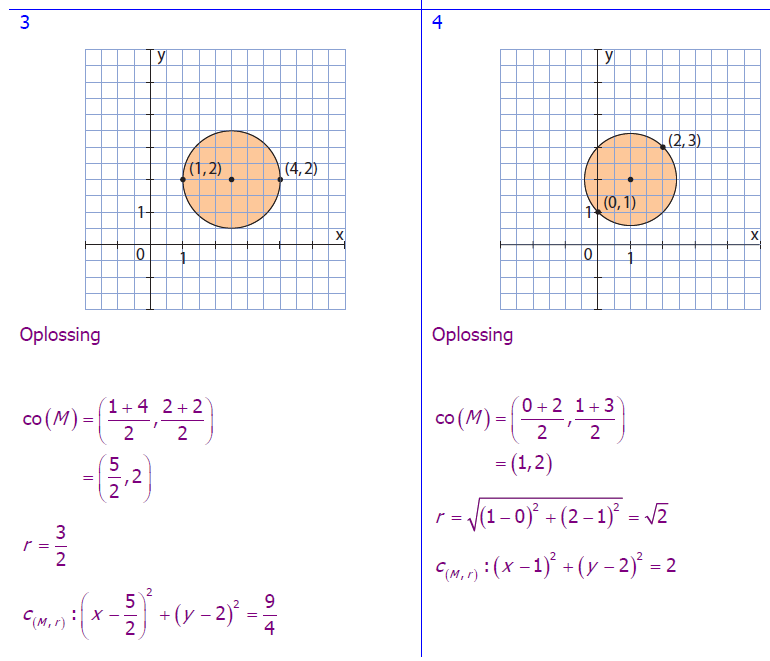 3
y
(1,2)
(4,2)
1
x
0
1
Oplossing
co(M) = ((1+4)/2, (2+2)/2)
= (5/2, 2)
r = 3/2
c(M, r) : (x − 5/2)² + (y − 2)² = 9/4
4
y
(2,3)
(0,1)
1
x
0
1
Oplossing
co(M) = ((0+2)/2, (1+3)/2)
= (1,2)
r = √((1−0)² + (2−1)²) = √2
c(M, r) : (x − 1)² + (y − 2)² = 2